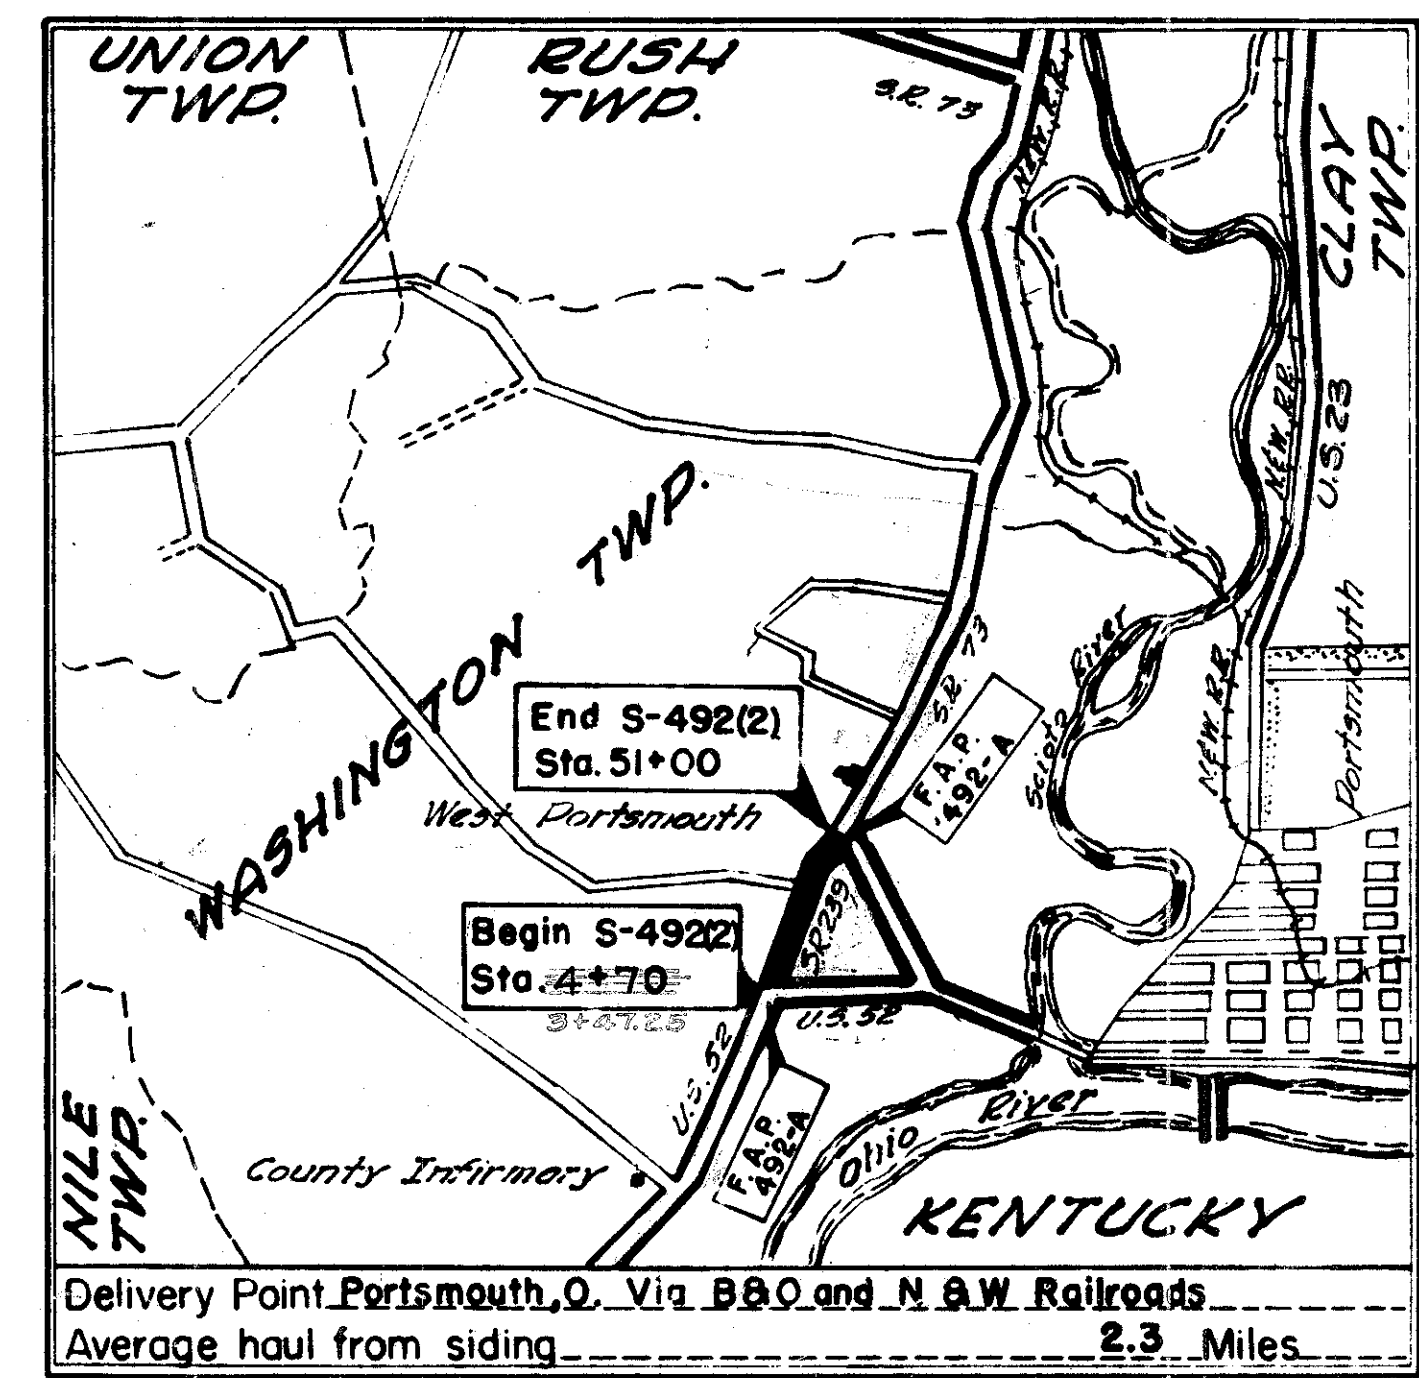 UNION
TWP.
RUSH
TWP.
S.R. 73
N.&W. R.R.
CLAY
TWP.
N.&W. R.R.
U.S. 23
WASHINGTON TWP.
Portsmouth
Scioto River
N.&W. R.R.
S.R. 73
F.A.P.
492-A
End S-492(2)
Sta. 51+00
West Portsmouth
S.R. 239
Begin S-492(2)
Sta. 4+70
3+47.25
U.S. 52
U.S. 52
F.A.P.
492-A
NILE
TWP.
County Infirmary
Ohio River
KENTUCKY
Delivery Point Portsmouth, O. Via B&O and N & W Railroads
Average haul from siding 2.3 Miles